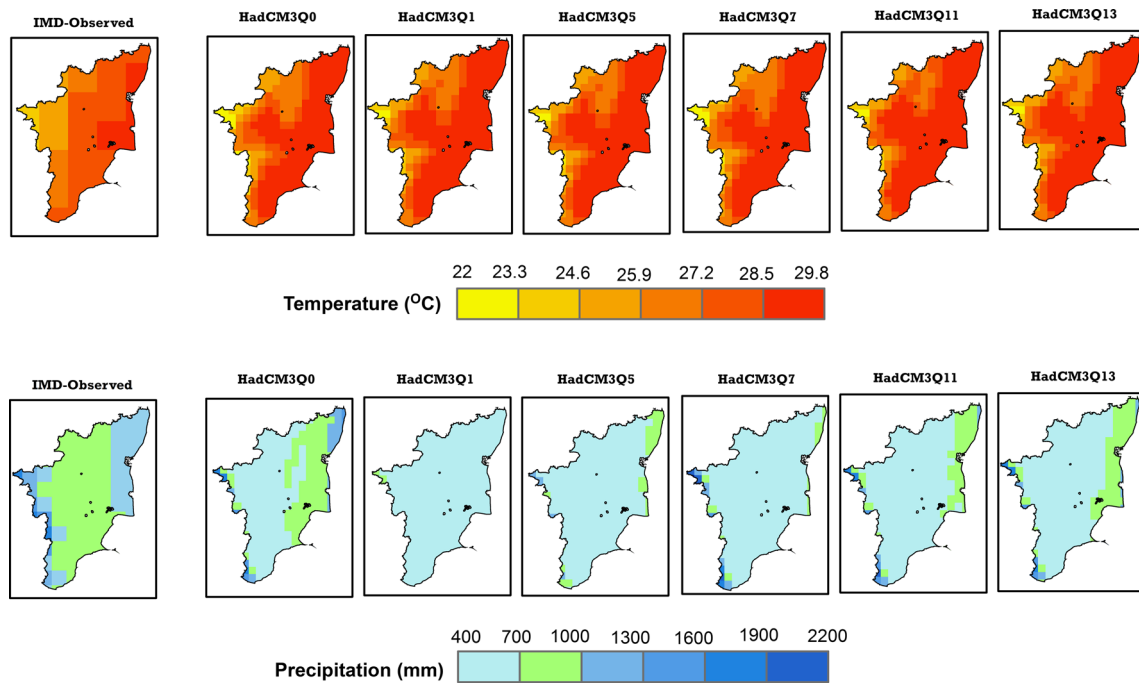 IMD-Observed HadCM3Q0 HadCM3Q1 HadCM3Q5 HadCM3Q7 HadCM3Q11 HadCM3Q13
22 23.3 24.6 25.9 27.2 28.5 29.8
Temperature (OC)
IMD-Observed HadCM3Q0 HadCM3Q1 HadCM3Q5 HadCM3Q7 HadCM3Q11 HadCM3Q13
400 700 1000 1300 1600 1900 2200
Precipitation (mm)